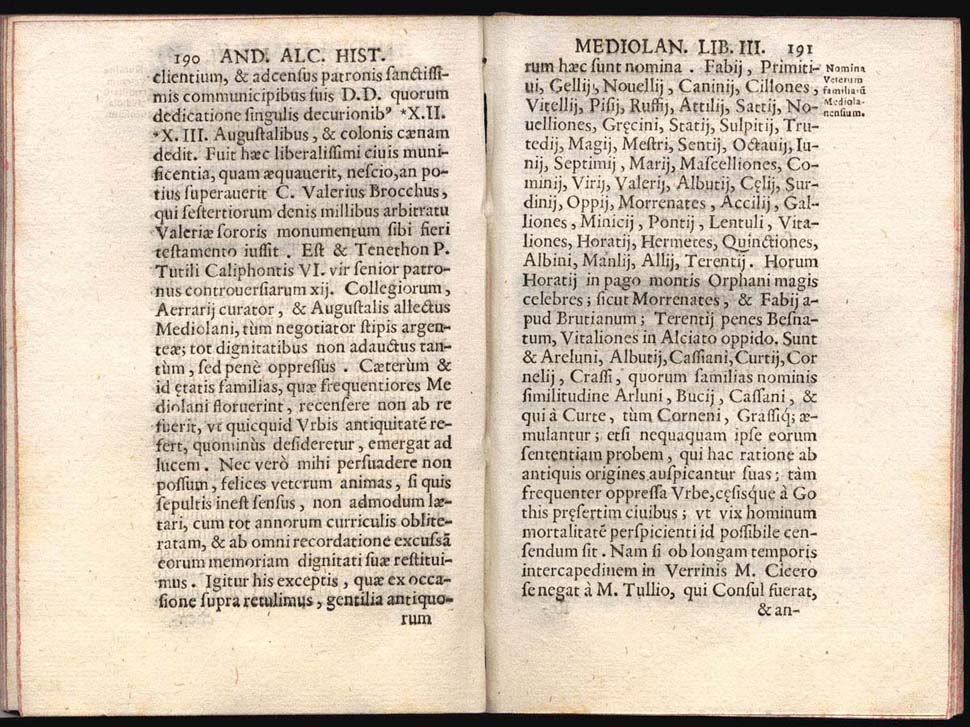 190 AND. ALC. HIST.
clientium, & adcensus patronis sanctissi-
mis communicipibus suis D.D. quorum
dedicatione singulis decurionib⁹ *X.II.
*X.III. Augustalibus, & colonis cænam
dedit. Fuit hæc liberalissimi ciuis muni-
ficentia, quam æquauerit, nescio, an po-
tius superauerit C. Valerius Brocchus,
qui sestertiorum denis millibus arbitratu
Valeriæ sororis monumentum sibi fieri
testamento iussit. Est & Tenethon P.
Tutili Caliphontis VI. vir senior patro-
nus controuersiarum xij. Collegiorum,
Aerrarij curator, & Augustalis allectus
Mediolani, tùm negotiator stipis argen-
teæ; tot dignitatibus non adauctus tan-
tùm, sed penè oppressus. Cæterùm &
id ętatis familias, quæ frequentiores Me
diolani floruerint, recensere non ab re
fuerit, vt quicquid Vrbis antiquitatē re-
fert, quominùs desideretur, emergat ad
lucem. Nec verò mihi persuadere non
possum, felices veterum animas, si quis
sepultis inest sensus, non admodum læ-
tari, cum tot annorum curriculis oblite-
ratam, & ab omni recordatione excussā
eorum memoriam dignitati suæ restitui-
mus. Igitur his exceptis, quæ ex occa-
sione supra retulimus, gentilia antiquo-
rum
MEDIOLAN. LIB. III. 191
rum hæc sunt nomina. Fabij, Primiti-
ui, Gellij, Nouellij, Caninij, Cillones,
Vitellij, Pisij, Ruffij, Attilij, Sattij, No-
uelliones, Gręcini, Statij, Sulpitij, Tru-
tedij, Magij, Mestri, Sentij, Octauij, Iu-
nij, Septimij, Marij, Mascelliones, Co-
minij, Virij, Valerij, Albutij, Cęlij, Sur-
dinij, Oppij, Morrenates, Accilij, Gal-
liones, Minicij, Pontij, Lentuli, Vita-
liones, Horatij, Hermetes, Quinctiones,
Albini, Manlij, Allij, Terentij. Horum
Horatij in pago montis Orphani magis
celebres; sicut Morrenates, & Fabij a-
pud Brutianum; Terentij penes Besna-
tum, Vitaliones in Alciato oppido. Sunt
& Areluni, Albutij, Cassiani, Curtij, Cor
nelij, Crassi, quorum familias nominis
similitudine Arluni, Bucij, Cassani, &
qui à Curte, tùm Corneni, Grassiq́; æ-
mulantur; etsi nequaquam ipse eorum
sententiam probem, qui hac ratione ab
antiquis origines auspicantur suas; tàm
frequenter oppressa Vrbe, cęsisque à Go
this pręsertim ciuibus; vt vix hominum
mortalitatē perspicienti id possibile cen-
sendum sit. Nam si ob longam temporis
intercapedinem in Verrinis M. Cicero
se negat à M. Tullio, qui Consul fuerat,
& an-
Nomina
Veterum
familiarū
Mediola-
nensium.